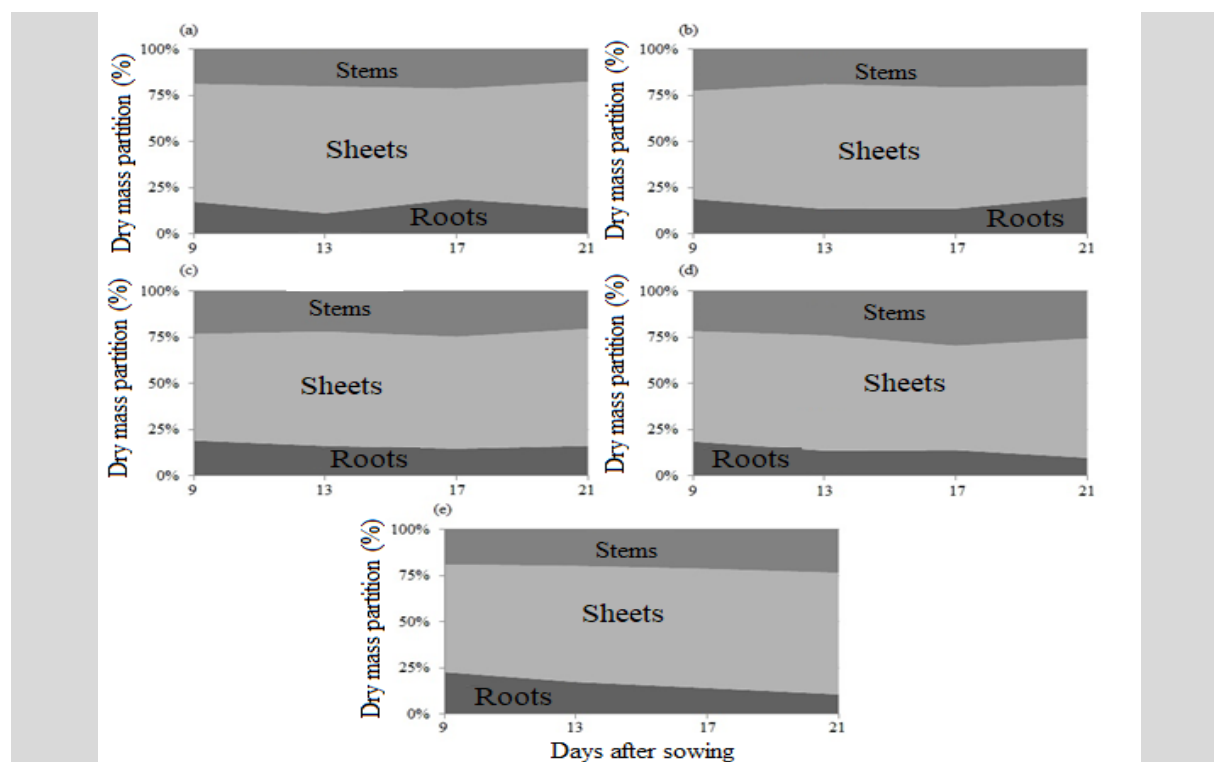 (a)
Dry mass partition (%)
100%
75%
50%
25%
0%
Stems
Sheets
Roots
9 13 17 21
(b)
Dry mass partition (%)
100%
75%
50%
25%
0%
Stems
Sheets
Roots
9 13 17 21
(c)
Dry mass partition (%)
100%
75%
50%
25%
0%
Stems
Sheets
Roots
9 13 17 21
(d)
Dry mass partition (%)
100%
75%
50%
25%
0%
Stems
Sheets
Roots
9 13 17 21
(e)
Dry mass partition (%)
100%
75%
50%
25%
0%
Stems
Sheets
Roots
9 13 17 21
Days after sowing